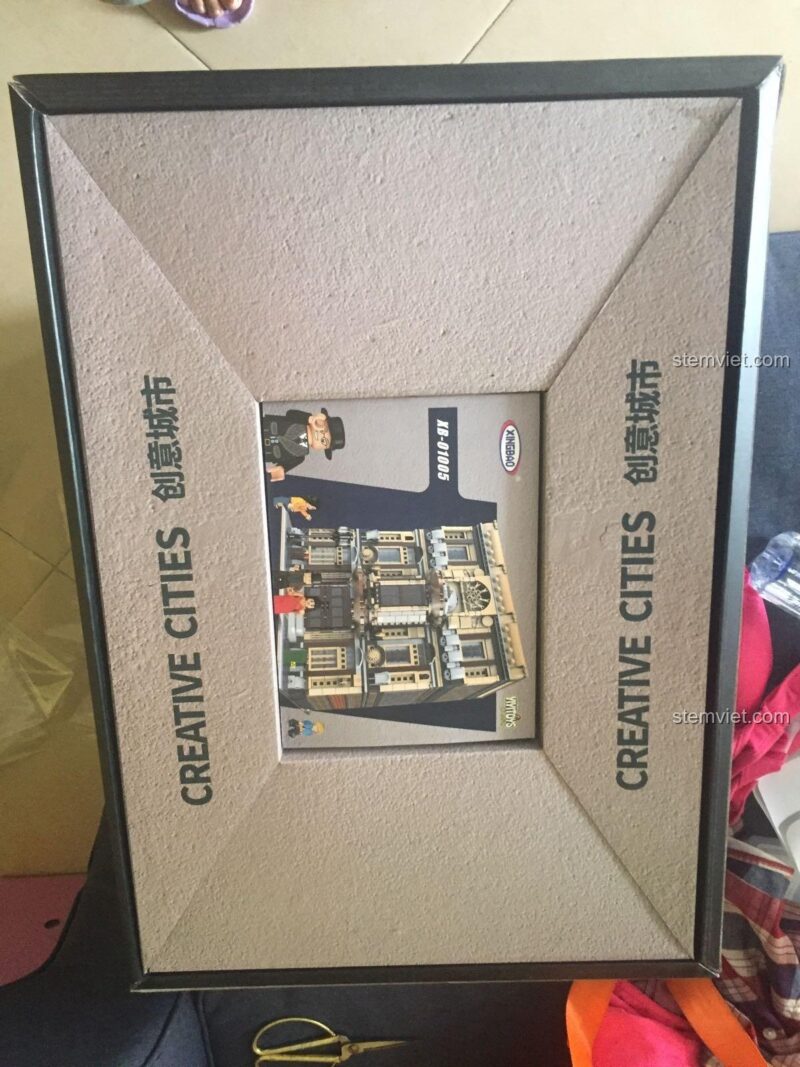 CREATIVE CITIES 创意城市
XINGBAO
XB-01005
YIVITOYS
CREATIVE CITIES 创意城市
stemviet.com
stemviet.com